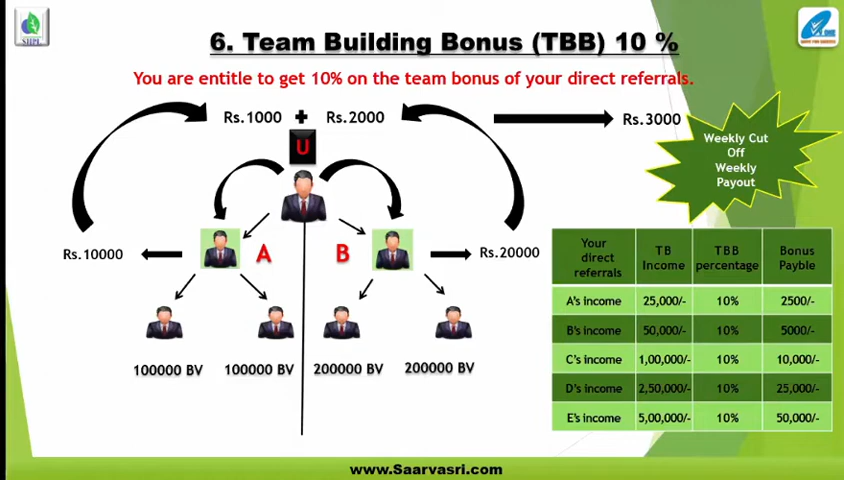 6. Team Building Bonus (TBB) 10 %
You are entitle to get 10% on the team bonus of your direct referrals.
Rs.1000 + Rs.2000
Rs.3000
Weekly Cut
Off
Weekly
Payout
U
Rs.10000
A
B
Rs.20000
100000 BV
100000 BV
200000 BV
200000 BV
Your direct referrals TB Income TBB percentage Bonus Payble
A's income 25,000/- 10% 2500/-
B's income 50,000/- 10% 5000/-
C's income 1,00,000/- 10% 10,000/-
D's income 2,50,000/- 10% 25,000/-
E's income 5,00,000/- 10% 50,000/-
www.Saarvasri.com
SHPL